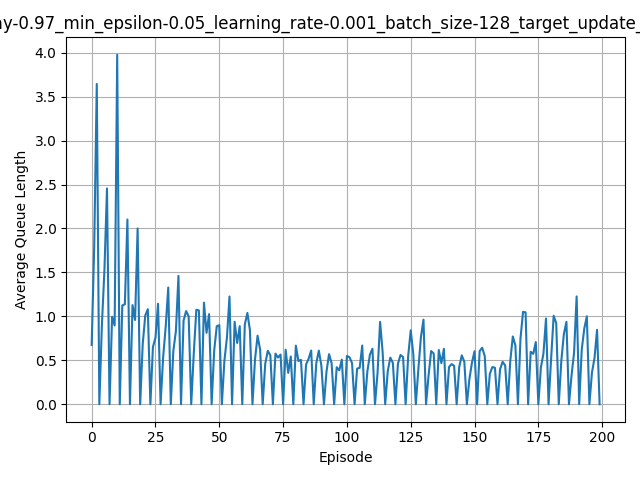 ay-0.97_min_epsilon-0.05_learning_rate-0.001_batch_size-128_target_update_
4.0
3.5
3.0
2.5
2.0
1.5
1.0
0.5
0.0
Average Queue Length
0 25 50 75 100 125 150 175 200
Episode